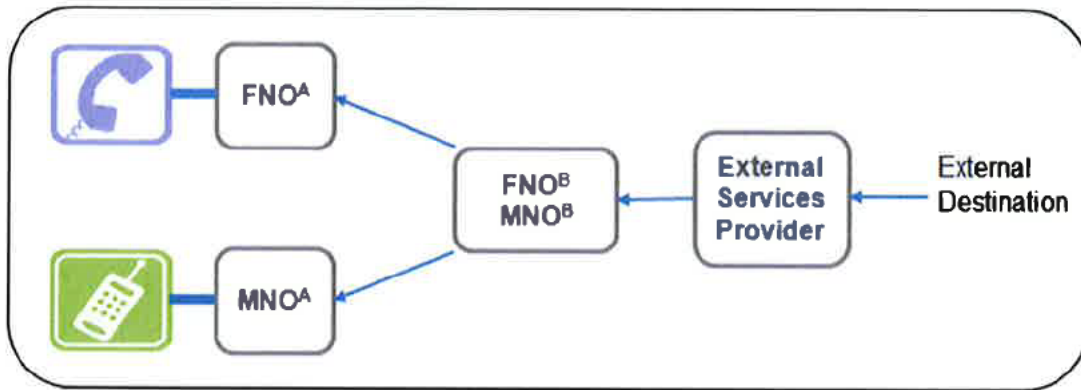 FNOᴬ
FNOᴮ
MNOᴮ
External
Services
Provider
External
Destination
MNOᴬ